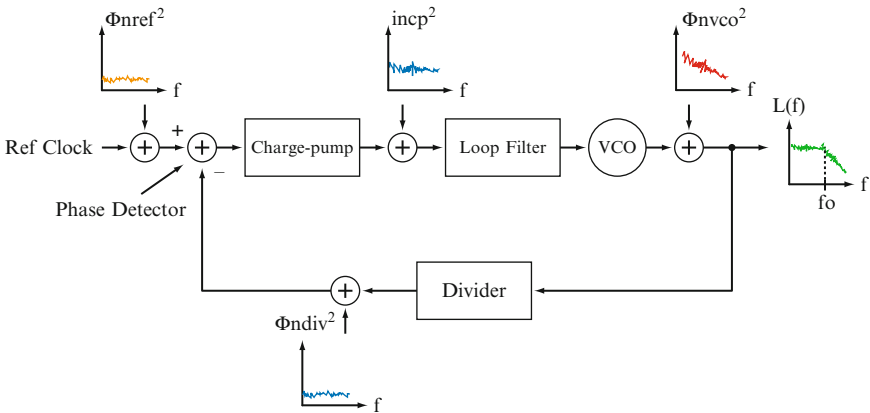 Φnref²
incp²
Φnvco²
f
f
f
L(f)
Ref Clock
+
+
+
−
Charge-pump
+
Loop Filter
VCO
+
f
fo
Phase Detector
Divider
+
Φndiv²
f